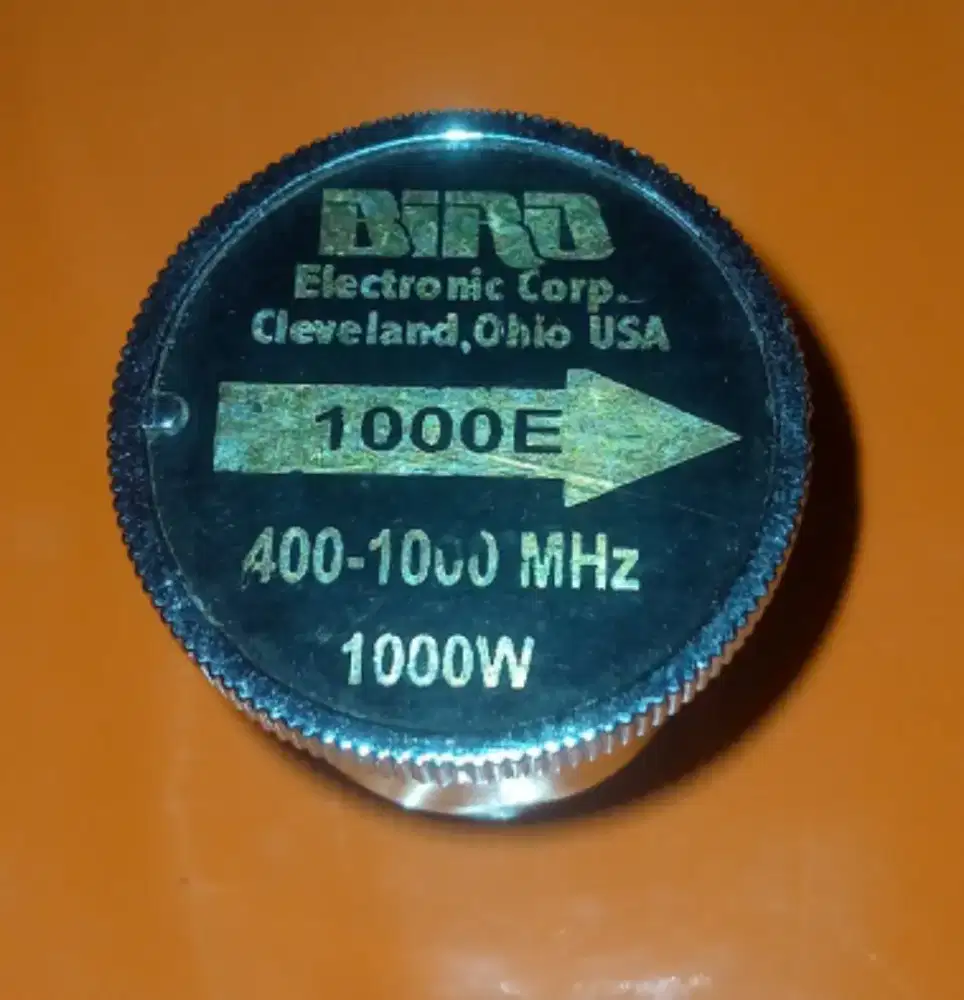 BiRD
Electronic Corp.
Cleveland,Ohio USA
1000E
400-1000 MHz
1000W